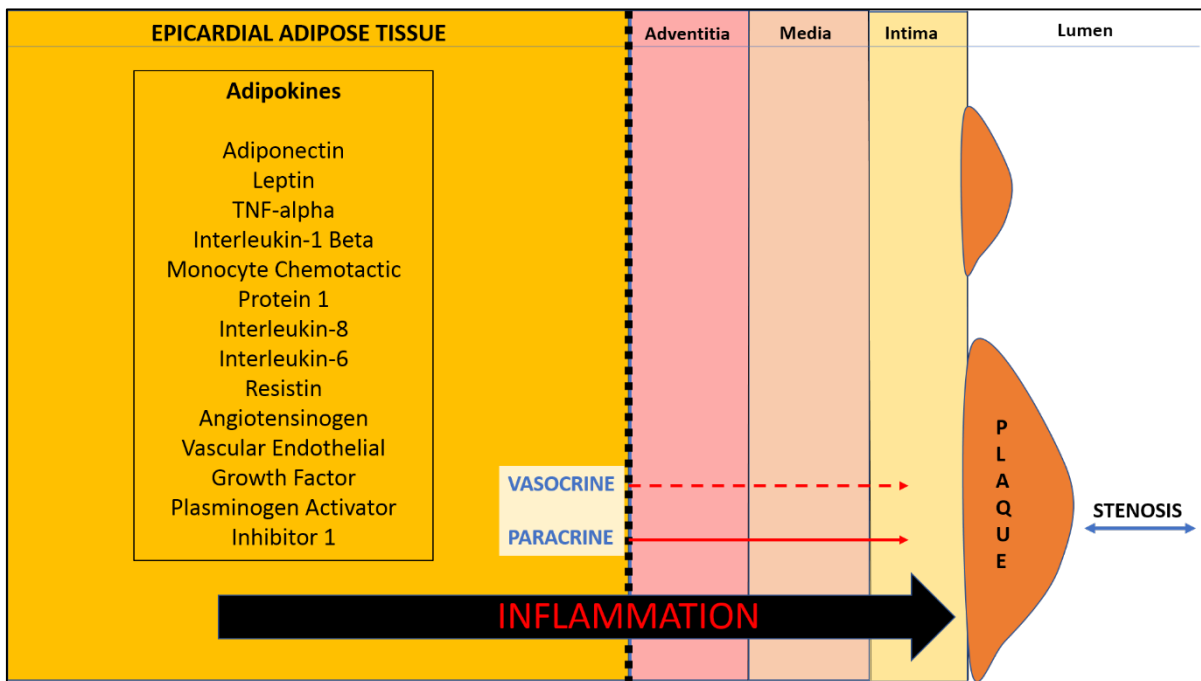 EPICARDIAL ADIPOSE TISSUE
Adventitia
Media
Intima
Lumen
Adipokines
Adiponectin
Leptin
TNF-alpha
Interleukin-1 Beta
Monocyte Chemotactic
Protein 1
Interleukin-8
Interleukin-6
Resistin
Angiotensinogen
Vascular Endothelial
Growth Factor
Plasminogen Activator
Inhibitor 1
VASOCRINE
PARACRINE
INFLAMMATION
PLAQUE
STENOSIS